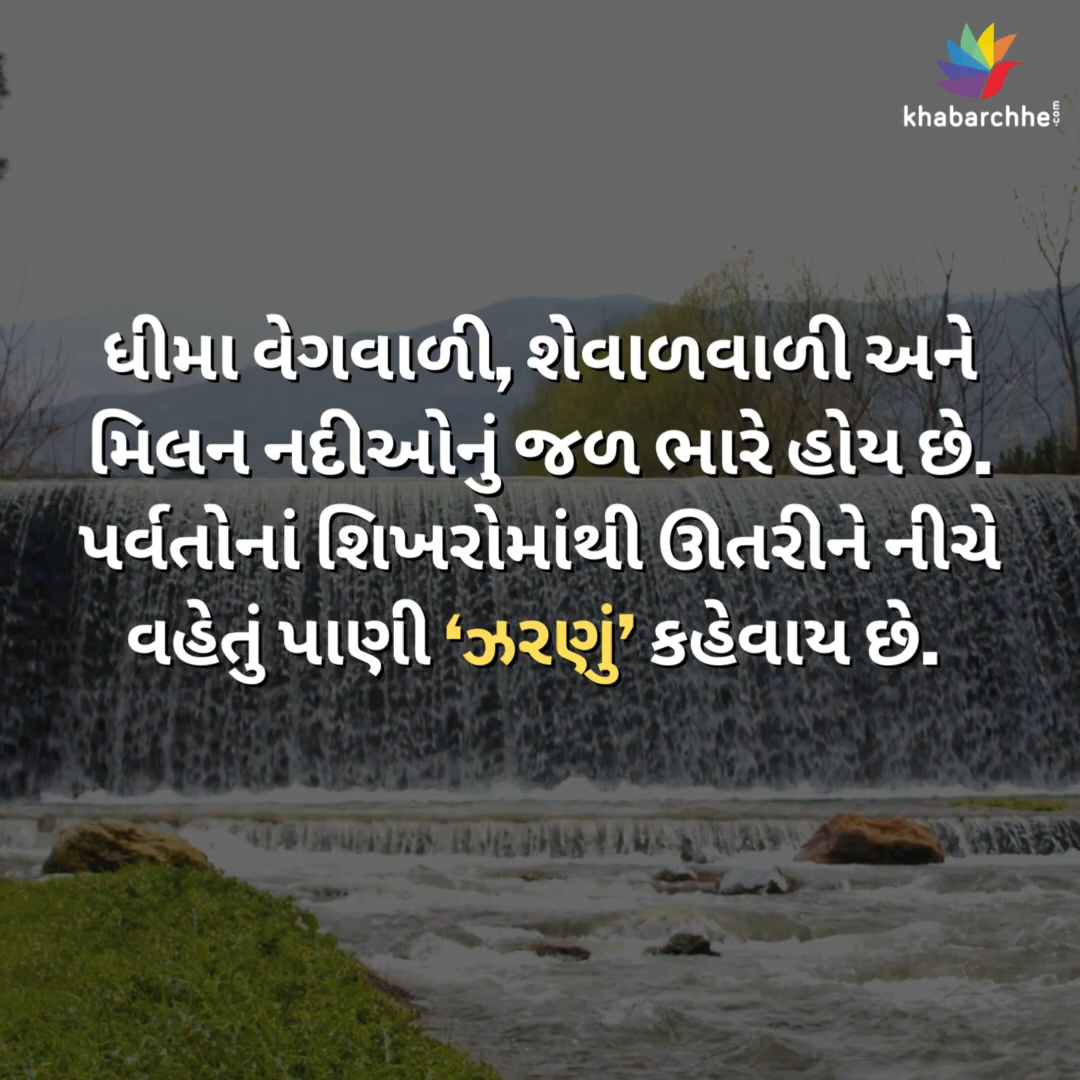 khabarchhe.com
ધીમા વેગવાળી, શેવાળવાળી અને
મિલન નદીઓનું જળ ભારે હોય છે.
પર્વતોનાં શિખરોમાંથી ઊતરીને નીચે
વહેતું પાણી ‘ઝરણું’ કહેવાય છે.